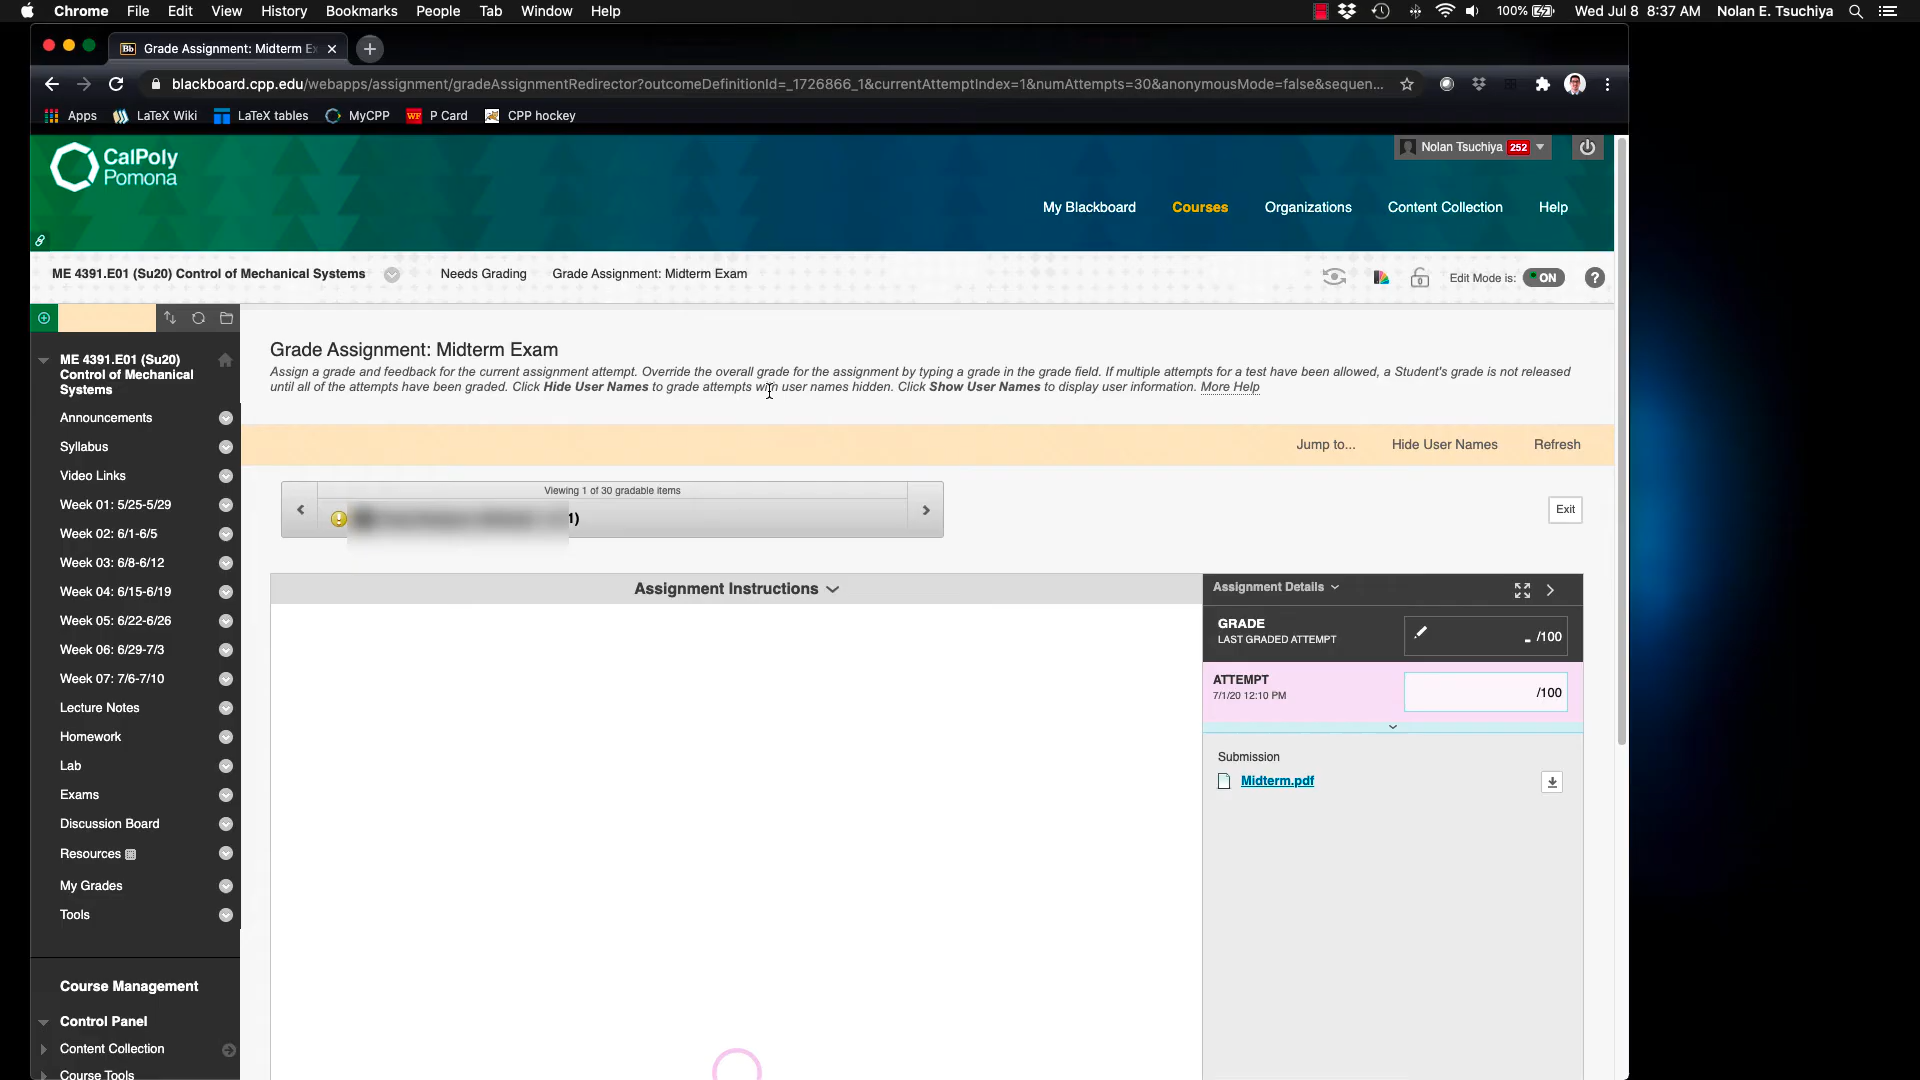 Chrome File Edit View History Bookmarks People Tab Window Help 100% Wed Jul 8 8:37 AM Nolan E. Tsuchiya
Bb Grade Assignment: Midterm Ex
blackboard.cpp.edu/webapps/assignment/gradeAssignmentRedirector?outcomeDefinitionId=_1726866_1&currentAttemptIndex=1&numAttempts=30&anonymousMode=false&sequen...
Apps LaTeX Wiki LaTeX tables MyCPP WF P Card CPP hockey
CalPoly
Pomona
Nolan Tsuchiya 252
My Blackboard Courses Organizations Content Collection Help
ME 4391.E01 (Su20) Control of Mechanical Systems Needs Grading Grade Assignment: Midterm Exam Edit Mode is: ON ?
ME 4391.E01 (Su20)
Control of Mechanical
Systems
Announcements
Syllabus
Video Links
Week 01: 5/25-5/29
Week 02: 6/1-6/5
Week 03: 6/8-6/12
Week 04: 6/15-6/19
Week 05: 6/22-6/26
Week 06: 6/29-7/3
Week 07: 7/6-7/10
Lecture Notes
Homework
Lab
Exams
Discussion Board
Resources
My Grades
Tools
Course Management
Control Panel
Content Collection
Course Tools
Grade Assignment: Midterm Exam
Assign a grade and feedback for the current assignment attempt. Override the overall grade for the assignment by typing a grade in the grade field. If multiple attempts for a test have been allowed, a Student's grade is not released
until all of the attempts have been graded. Click Hide User Names to grade attempts with user names hidden. Click Show User Names to display user information. More Help
Jump to... Hide User Names Refresh
Viewing 1 of 30 gradable items
1)
Exit
Assignment Instructions
Assignment Details
GRADE
LAST GRADED ATTEMPT
- /100
ATTEMPT
7/1/20 12:10 PM
/100
Submission
Midterm.pdf